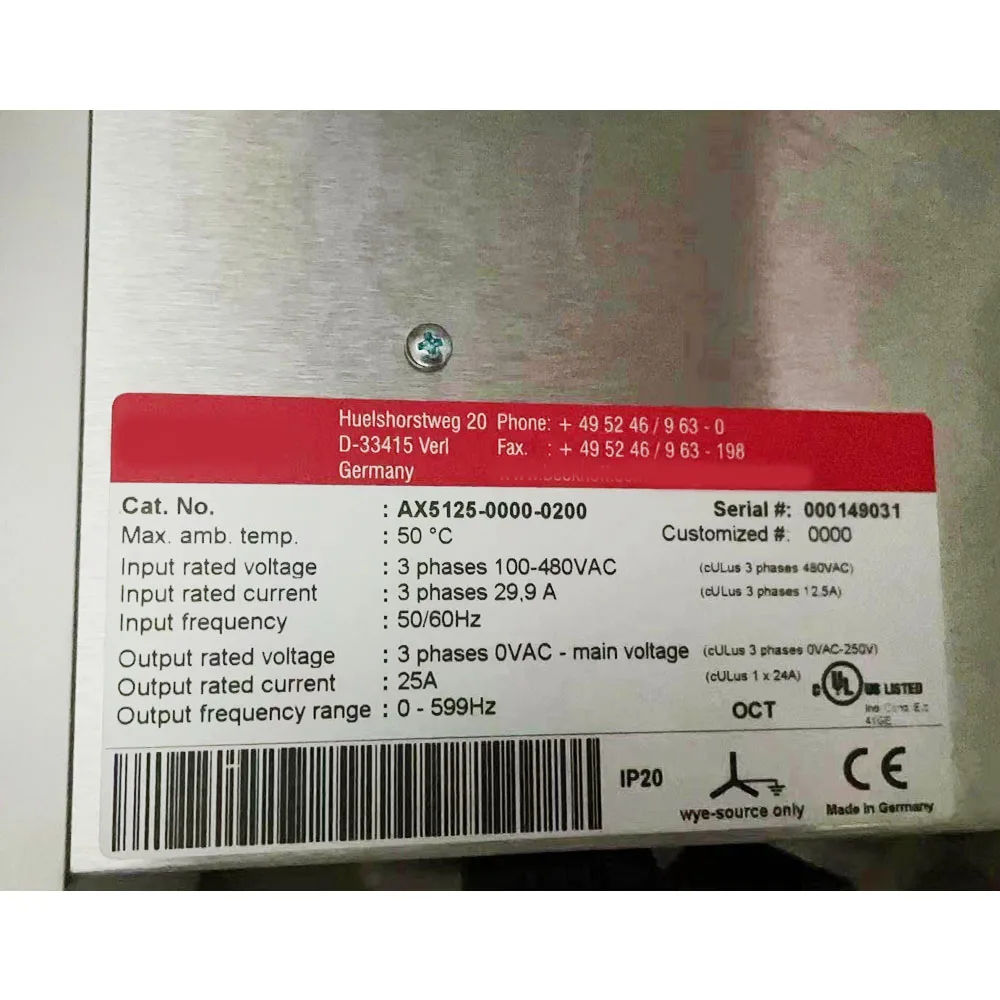 Huelshorstweg 20 Phone: + 49 52 46 / 9 63 - 0
D-33415 Verl Fax. : + 49 52 46 / 9 63 - 198
Germany
Cat. No. : AX5125-0000-0200 Serial #: 000149031
Max. amb. temp. : 50 °C Customized #: 0000
Input rated voltage : 3 phases 100-480VAC (cULus 3 phases 480VAC)
Input rated current : 3 phases 29,9 A (cULus 3 phases 12.5A)
Input frequency : 50/60Hz
Output rated voltage : 3 phases 0VAC - main voltage (cULus 3 phases 0VAC-250V)
Output rated current : 25A (cULus 1 x 24A)
Output frequency range : 0 - 599Hz
OCT
C UL US LISTED
IP20
wye-source only
CE
Made in Germany